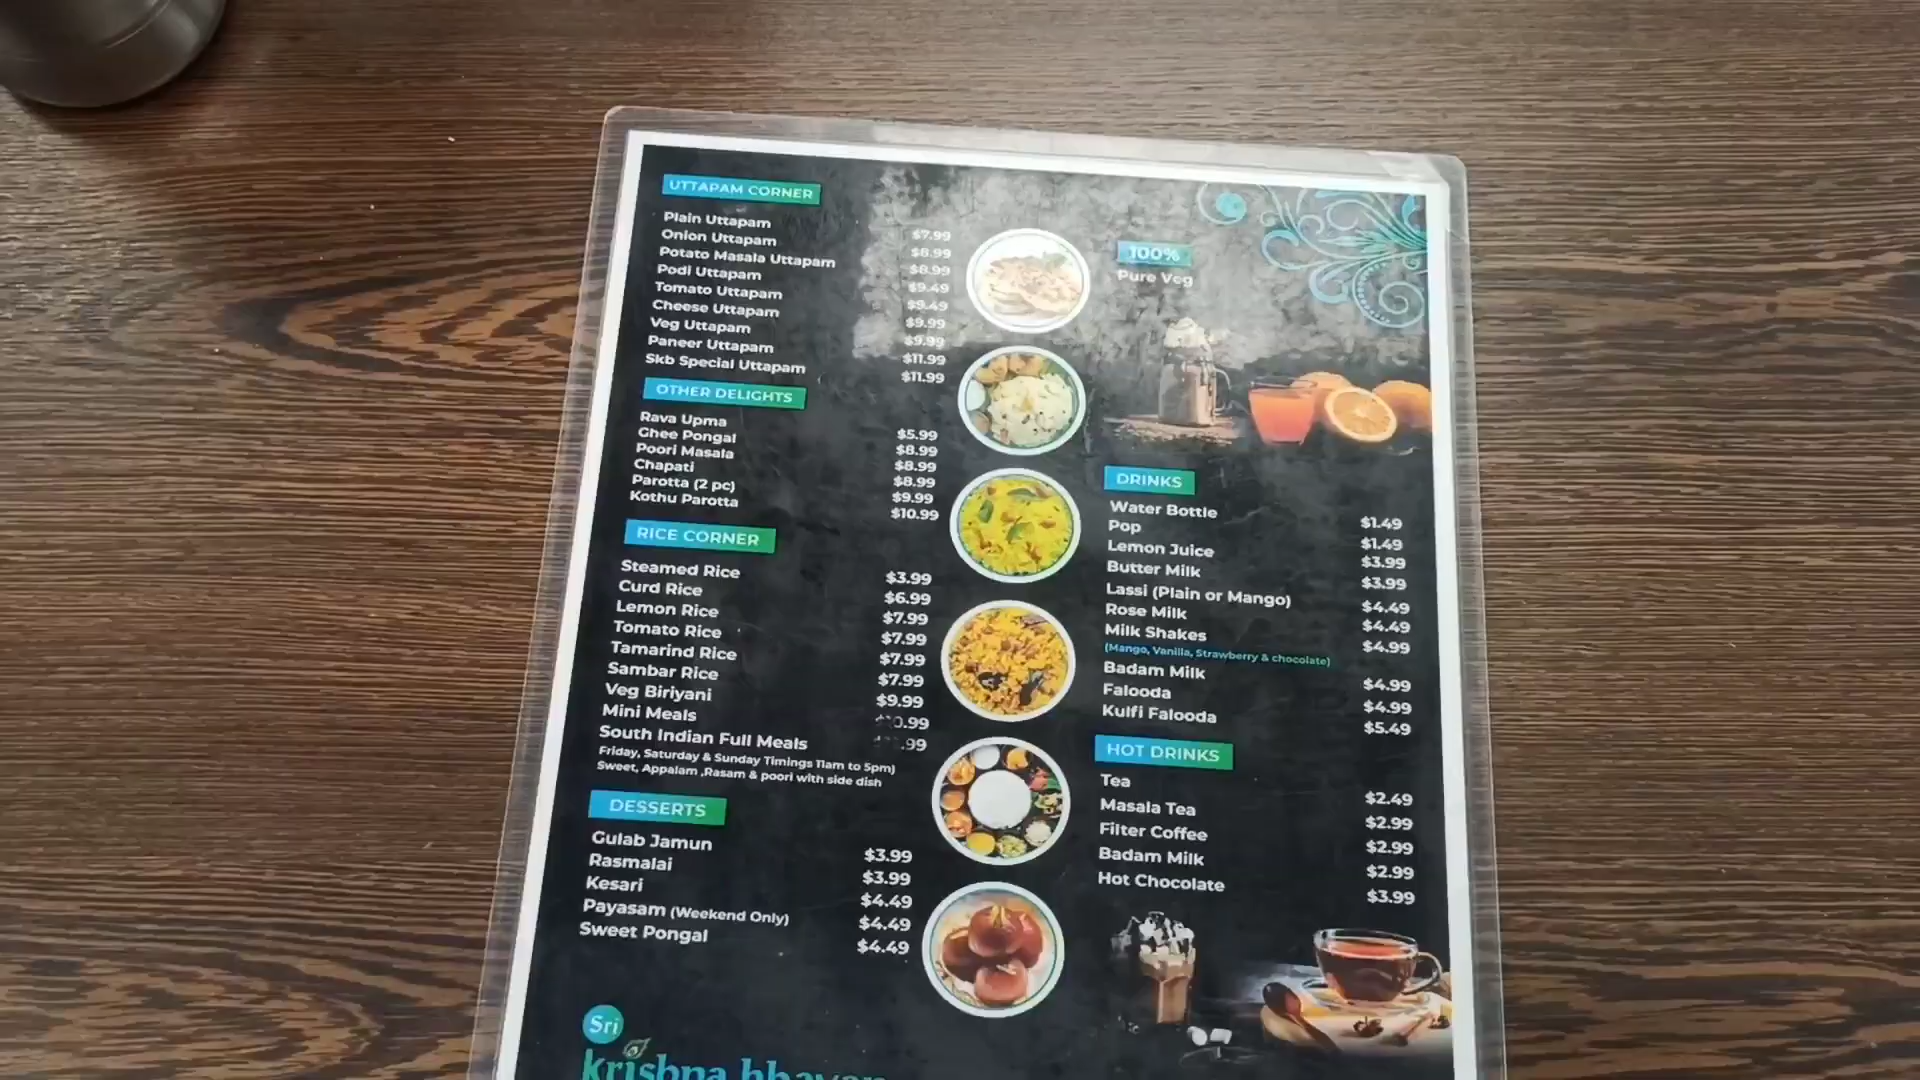 UTTAPAM CORNER
Plain Uttapam $7.99
Onion Uttapam $8.99
Potato Masala Uttapam $8.99
Podi Uttapam $9.49
Tomato Uttapam $9.49
Cheese Uttapam $9.99
Veg Uttapam $9.99
Paneer Uttapam $11.99
Skb Special Uttapam $11.99
OTHER DELIGHTS
Rava Upma $5.99
Ghee Pongal $8.99
Poori Masala $8.99
Chapati $8.99
Parotta (2 pc) $9.99
Kothu Parotta $10.99
RICE CORNER
Steamed Rice $3.99
Curd Rice $6.99
Lemon Rice $7.99
Tomato Rice $7.99
Tamarind Rice $7.99
Sambar Rice $7.99
Veg Biriyani $9.99
Mini Meals
South Indian Full Meals
Friday, Saturday & Sunday Timings 11am to 5pm)
Sweet, Appalam ,Rasam & poori with side dish
DESSERTS
Gulab Jamun $3.99
Rasmalai $3.99
Kesari $4.49
Payasam (Weekend Only) $4.49
Sweet Pongal $4.49
Sri
krishna bhavan
100%
Pure Veg
DRINKS
Water Bottle $1.49
Pop $1.49
Lemon Juice $3.99
Butter Milk $3.99
Lassi (Plain or Mango) $4.49
Rose Milk $4.49
Milk Shakes $4.99
(Mango, Vanilla, Strawberry & chocolate)
Badam Milk $4.99
Falooda $4.99
Kulfi Falooda $5.49
HOT DRINKS
Tea $2.49
Masala Tea $2.99
Filter Coffee $2.99
Badam Milk $2.99
Hot Chocolate $3.99